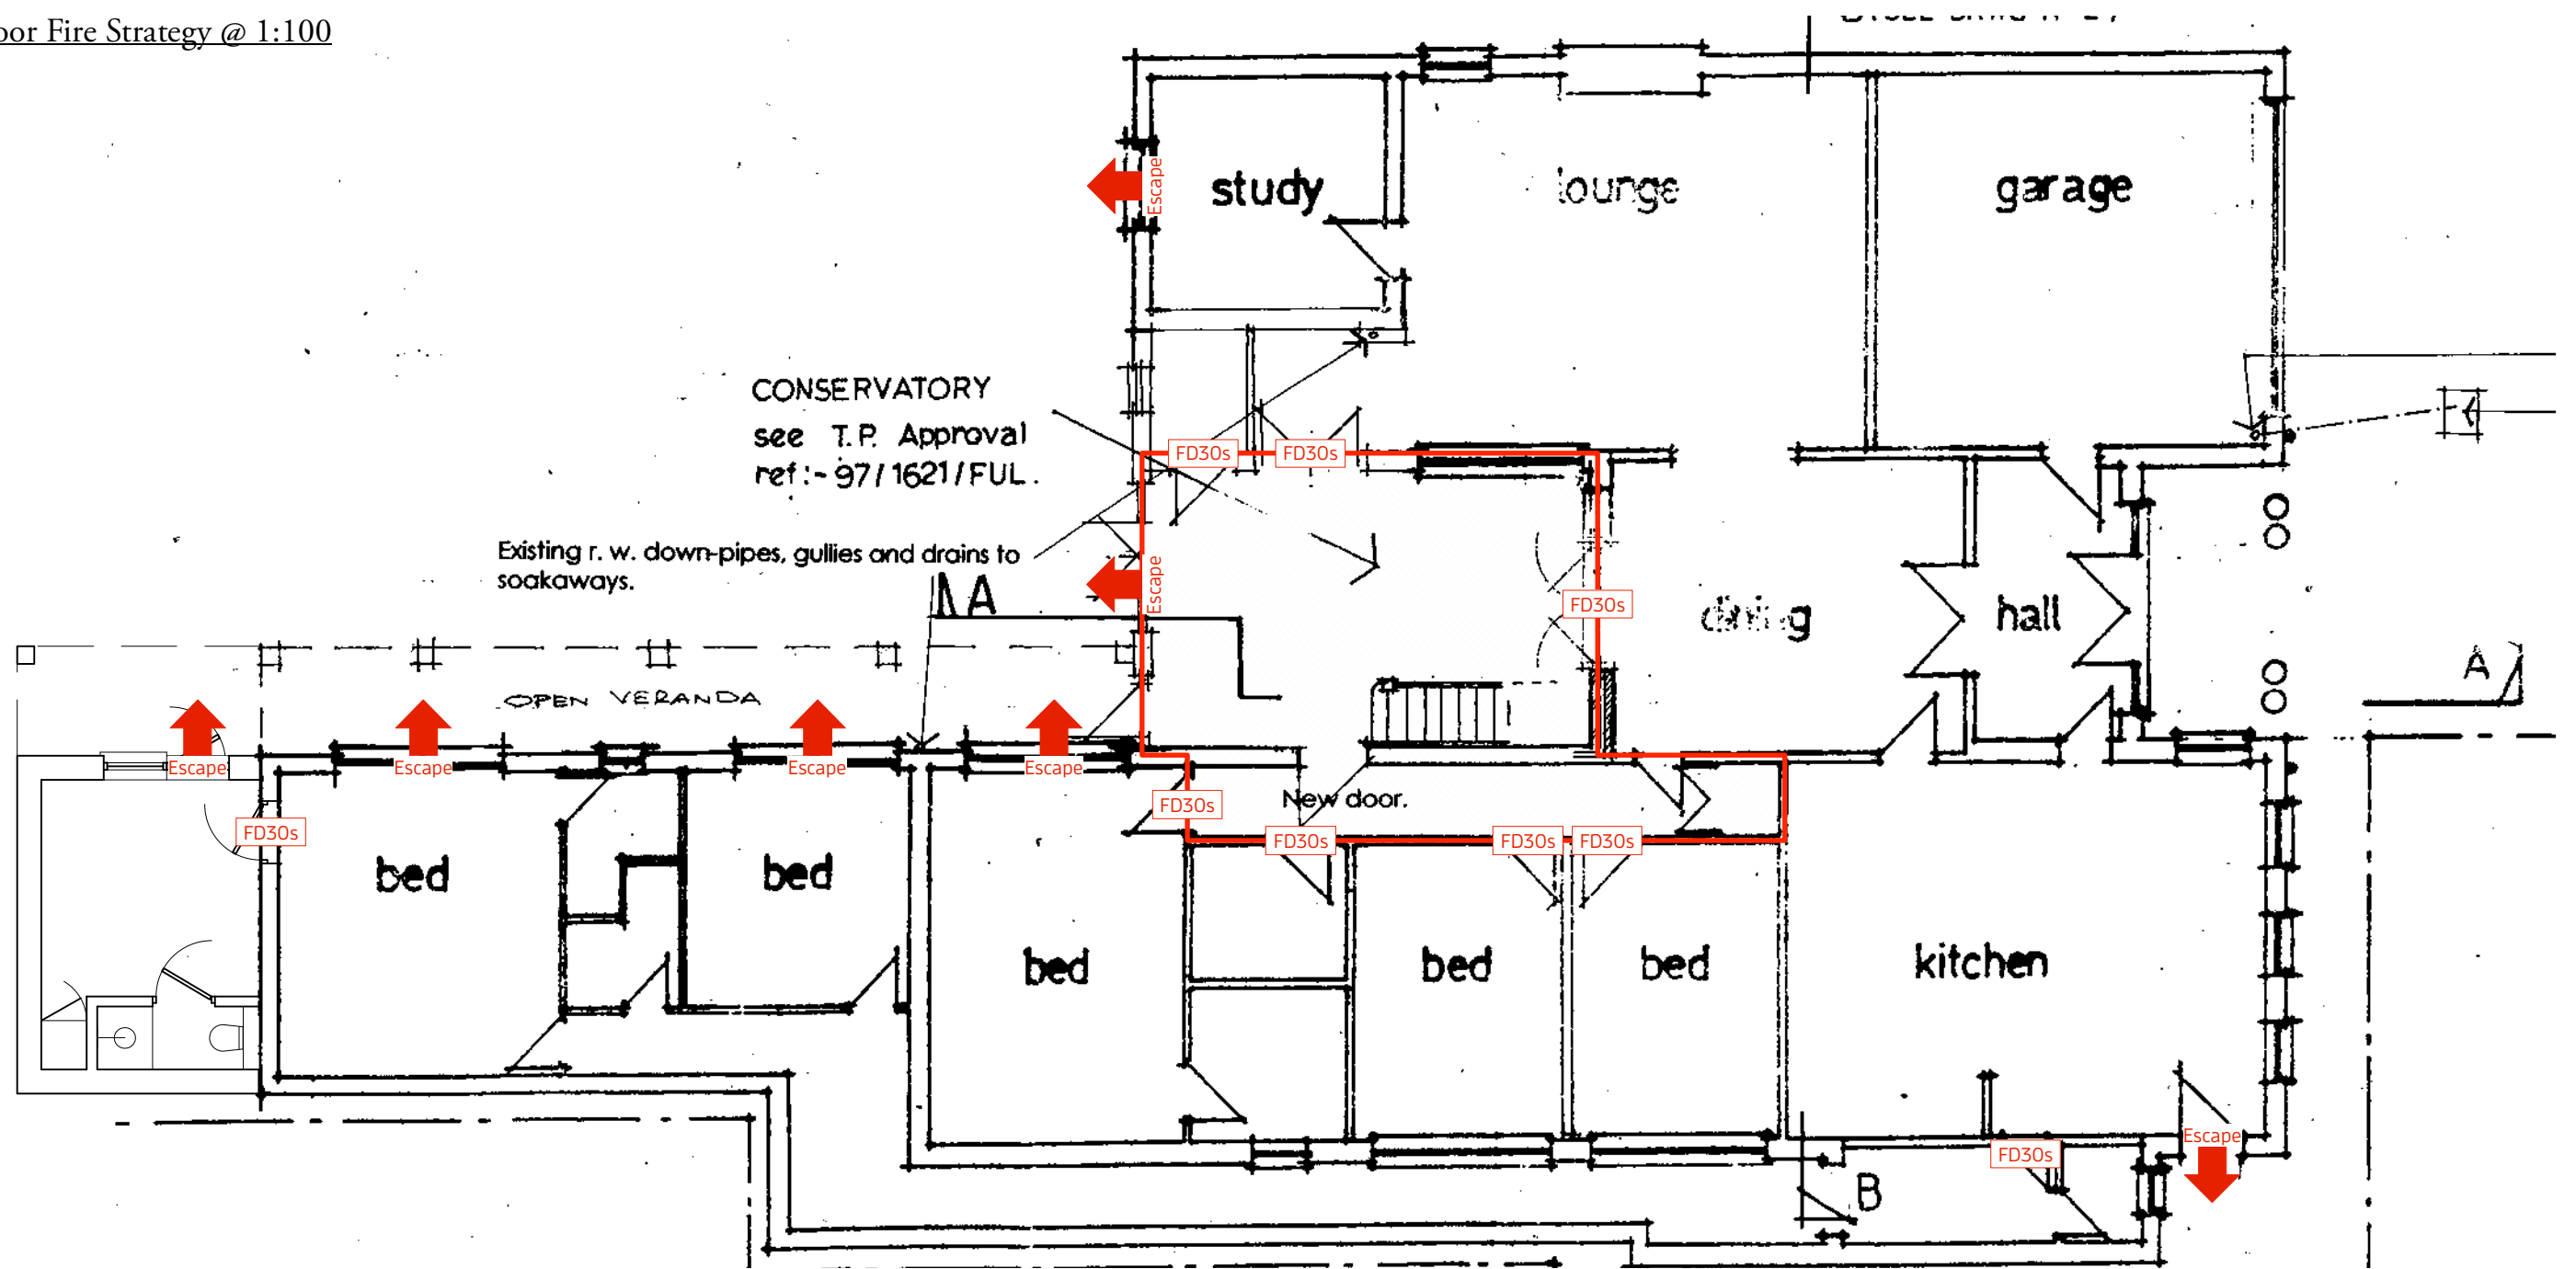 oor Fire Strategy @ 1:100
study
lounge
garage
Escape
CONSERVATORY
see T.P. Approval
ref:- 97/1621/FUL.
FD30s
FD30s
Existing r. w. down-pipes, gullies and drains to
soakaways.
A
Escape
FD30s
dining
hall
A
OPEN VERANDA
Escape
Escape
Escape
Escape
FD30s
New door.
FD30s
FD30s
FD30s
FD30s
bed
bed
bed
bed
bed
kitchen
Escape
FD30s
B